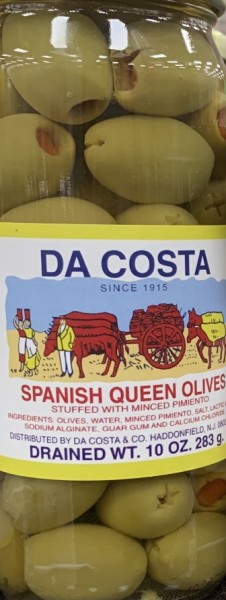 DA COSTA
SINCE 1915
SPANISH QUEEN OLIVES
STUFFED WITH MINCED PIMIENTO
INGREDIENTS: OLIVES, WATER, MINCED PIMIENTO, SALT, LACTIC
SODIUM ALGINATE, GUAR GUM AND CALCIUM CHLORIDE
DISTRIBUTED BY DA COSTA & CO. HADDONFIELD, N.J.
DRAINED WT. 10 OZ. 283 g.